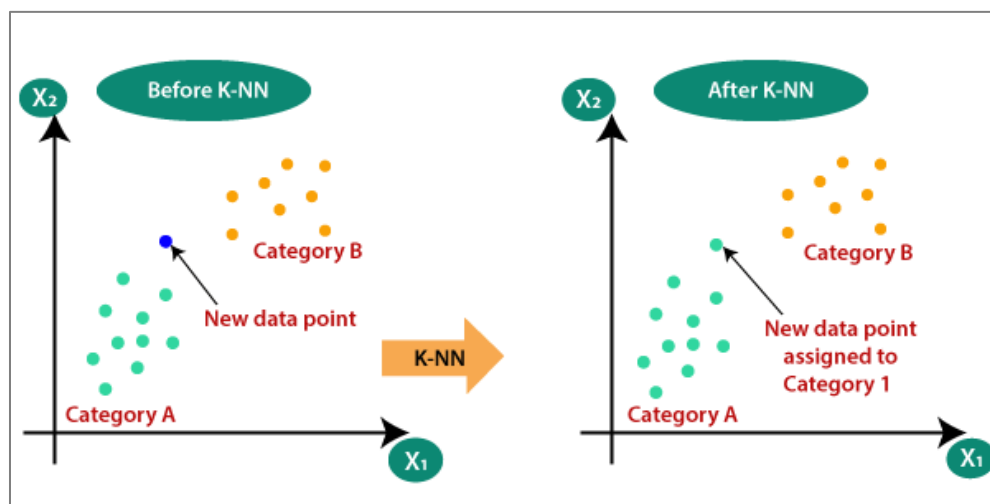 Before K-NN
X₂
Category B
New data point
Category A
X₁
K-NN
After K-NN
X₂
Category B
New data point
assigned to
Category 1
Category A
X₁